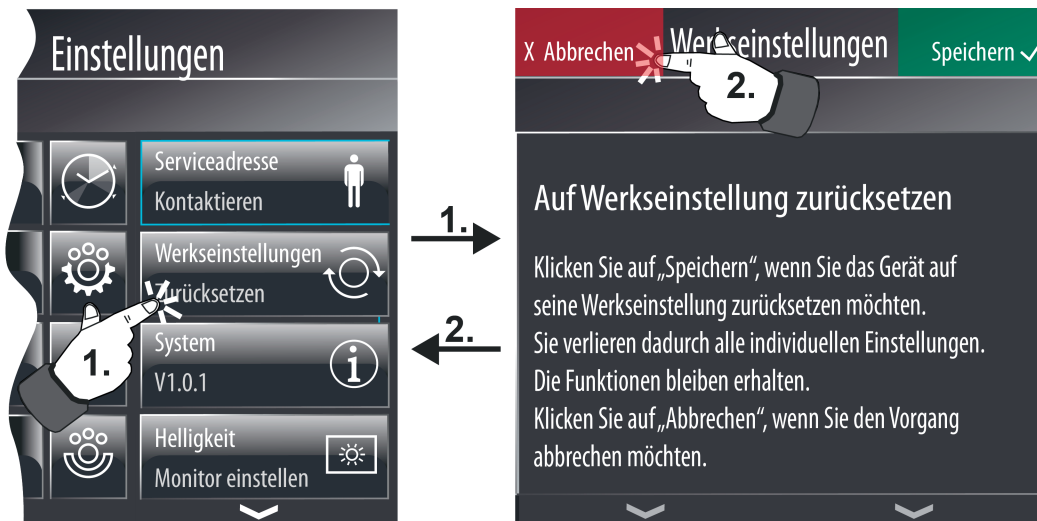 Einstellungen
Serviceadresse
Kontaktieren
Werkseinstellungen
Zurücksetzen
1.
System
V1.0.1
Helligkeit
Monitor einstellen
1.
2.
X Abbrechen
Werkseinstellungen
Speichern ✓
2.
Auf Werkseinstellung zurücksetzen
Klicken Sie auf „Speichern“, wenn Sie das Gerät auf
seine Werkseinstellung zurücksetzen möchten.
Sie verlieren dadurch alle individuellen Einstellungen.
Die Funktionen bleiben erhalten.
Klicken Sie auf „Abbrechen“, wenn Sie den Vorgang
abbrechen möchten.